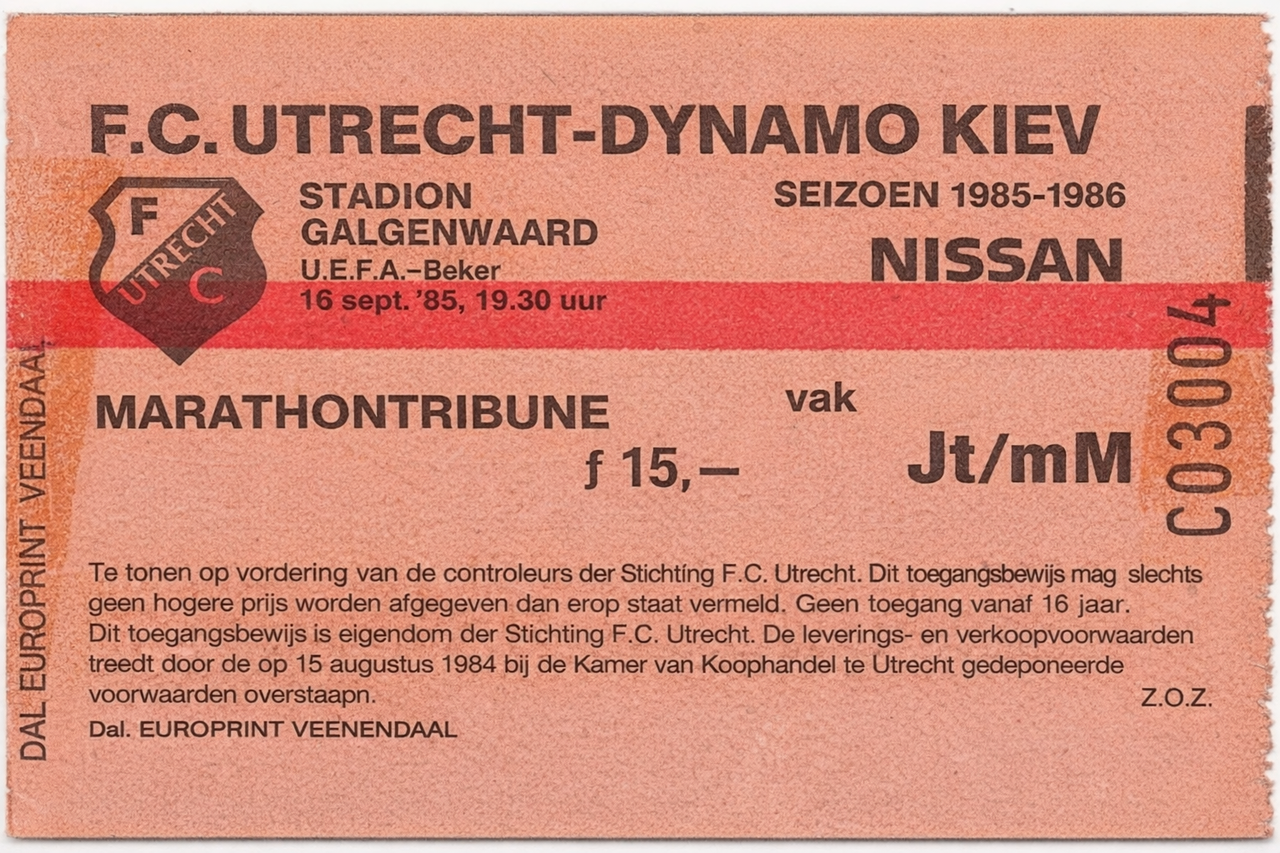 F.C. UTRECHT-DYNAMO KIEV
F
UTRECHT
C
STADION
GALGENWAARD
U.E.F.A.–Beker
16 sept. '85, 19.30 uur
SEIZOEN 1985-1986
NISSAN
MARATHONTRIBUNE
vak
ƒ 15,—
Jt/mM
C03004
Te tonen op vordering van de controleurs der Stichting F.C. Utrecht. Dit toegangsbewijs mag slechts
geen hogere prijs worden afgegeven dan erop staat vermeld. Geen toegang vanaf 16 jaar.
Dit toegangsbewijs is eigendom der Stichting F.C. Utrecht. De leverings- en verkoopvoorwaarden
treedt door de op 15 augustus 1984 bij de Kamer van Koophandel te Utrecht gedeponeerde
voorwaarden overstaapn.
Z.O.Z.
Dal. EUROPRINT VEENENDAAL
DAL EUROPRINT VEENDAAL